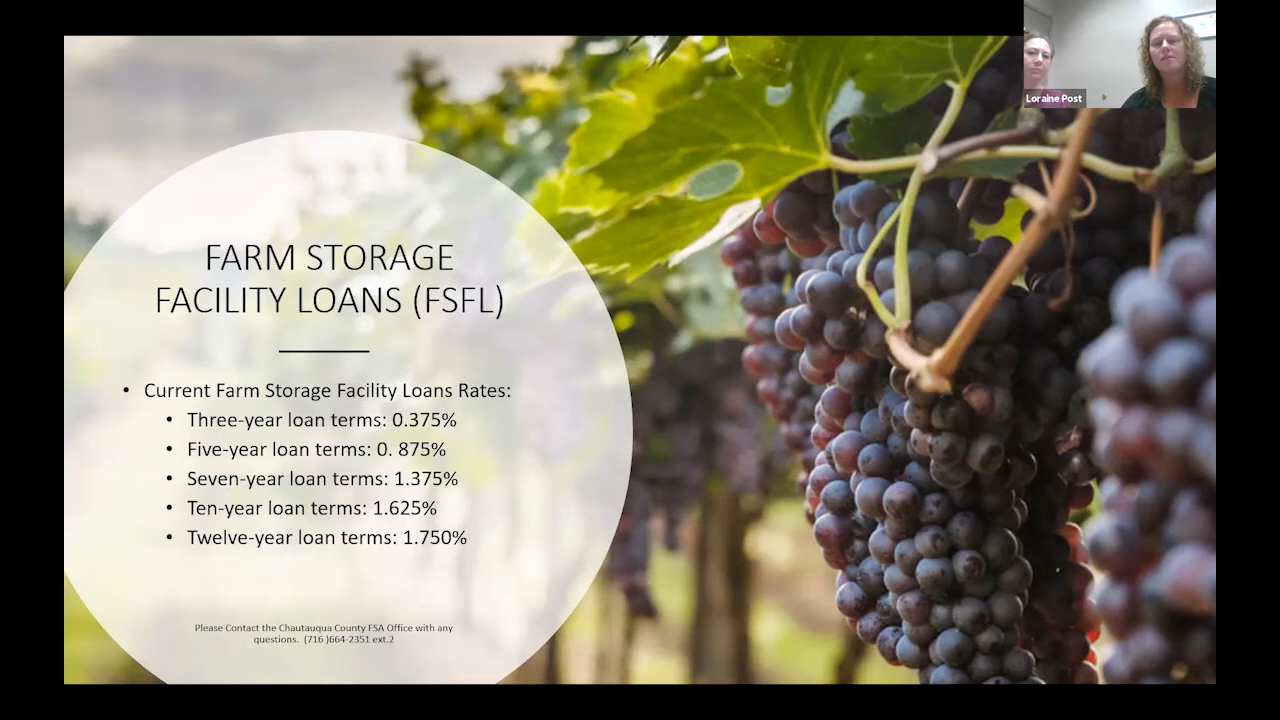 Loraine Post
FARM STORAGE
FACILITY LOANS (FSFL)
• Current Farm Storage Facility Loans Rates:
• Three-year loan terms: 0.375%
• Five-year loan terms: 0. 875%
• Seven-year loan terms: 1.375%
• Ten-year loan terms: 1.625%
• Twelve-year loan terms: 1.750%
Please Contact the Chautauqua County FSA Office with any
questions. (716 )664-2351 ext.2